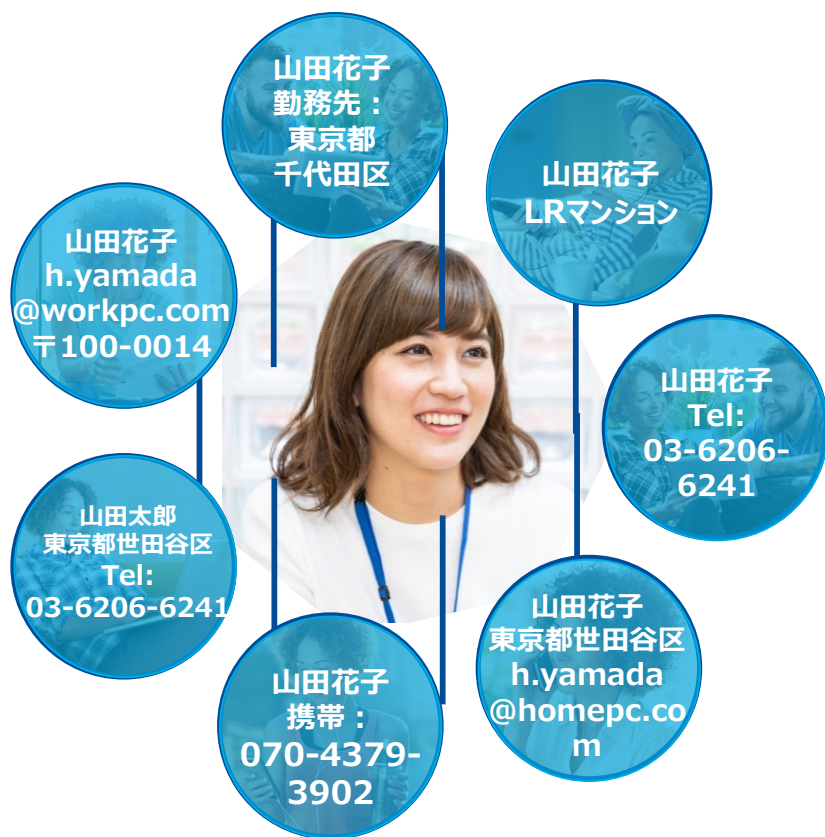 山田花子
勤務先：
東京都
千代田区
山田花子
LRマンション
山田花子
h.yamada
@workpc.com
〒100-0014
山田花子
Tel:
03-6206-
6241
山田太郎
東京都世田谷区
Tel:
03-6206-6241
山田花子
東京都世田谷区
h.yamada
@homepc.co
m
山田花子
携帯：
070-4379-
3902